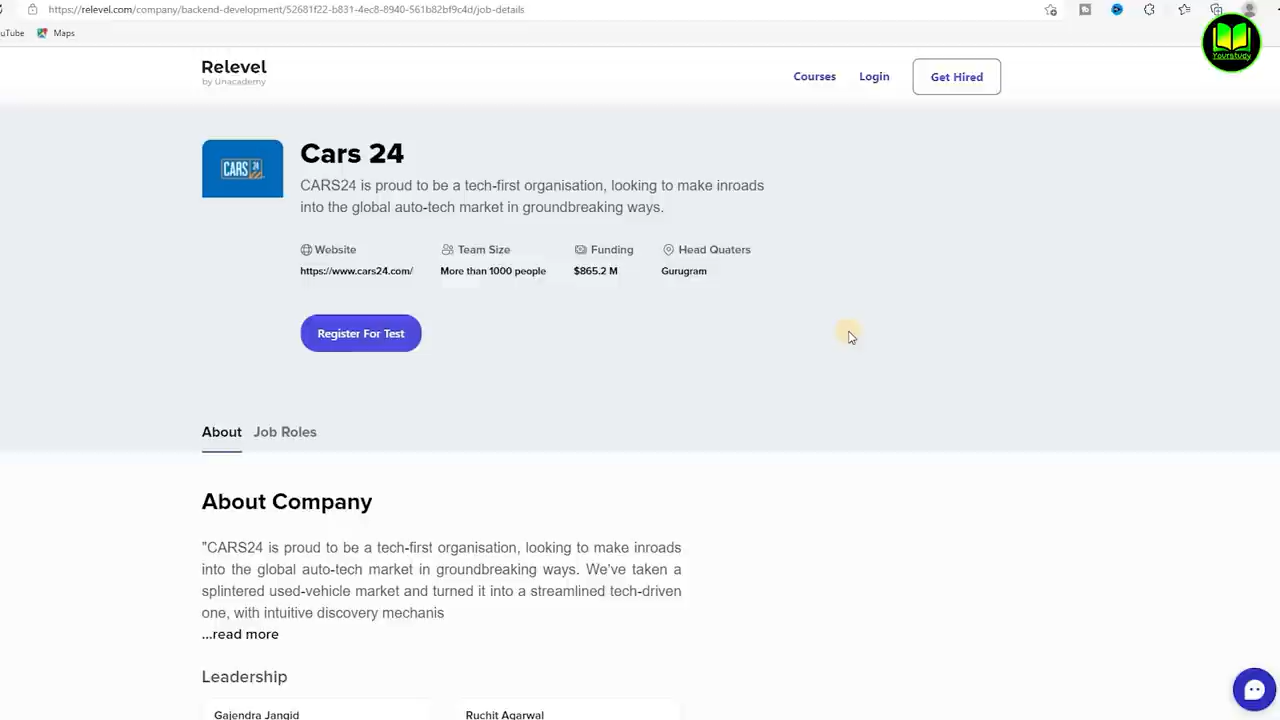 https://relevel.com/company/backend-development/52681f22-b831-4ec8-8940-561b82bf9c4d/job-details
uTube Maps
Yourstudy
Relevel
by Unacademy
Courses Login Get Hired
CARS 24
Cars 24
CARS24 is proud to be a tech-first organisation, looking to make inroads
into the global auto-tech market in groundbreaking ways.
Website Team Size Funding Head Quaters
https://www.cars24.com/ More than 1000 people $865.2 M Gurugram
Register For Test
About Job Roles
About Company
"CARS24 is proud to be a tech-first organisation, looking to make inroads
into the global auto-tech market in groundbreaking ways. We've taken a
splintered used-vehicle market and turned it into a streamlined tech-driven
one, with intuitive discovery mechanis
...read more
Leadership
Gajendra Jangid Ruchit Agarwal